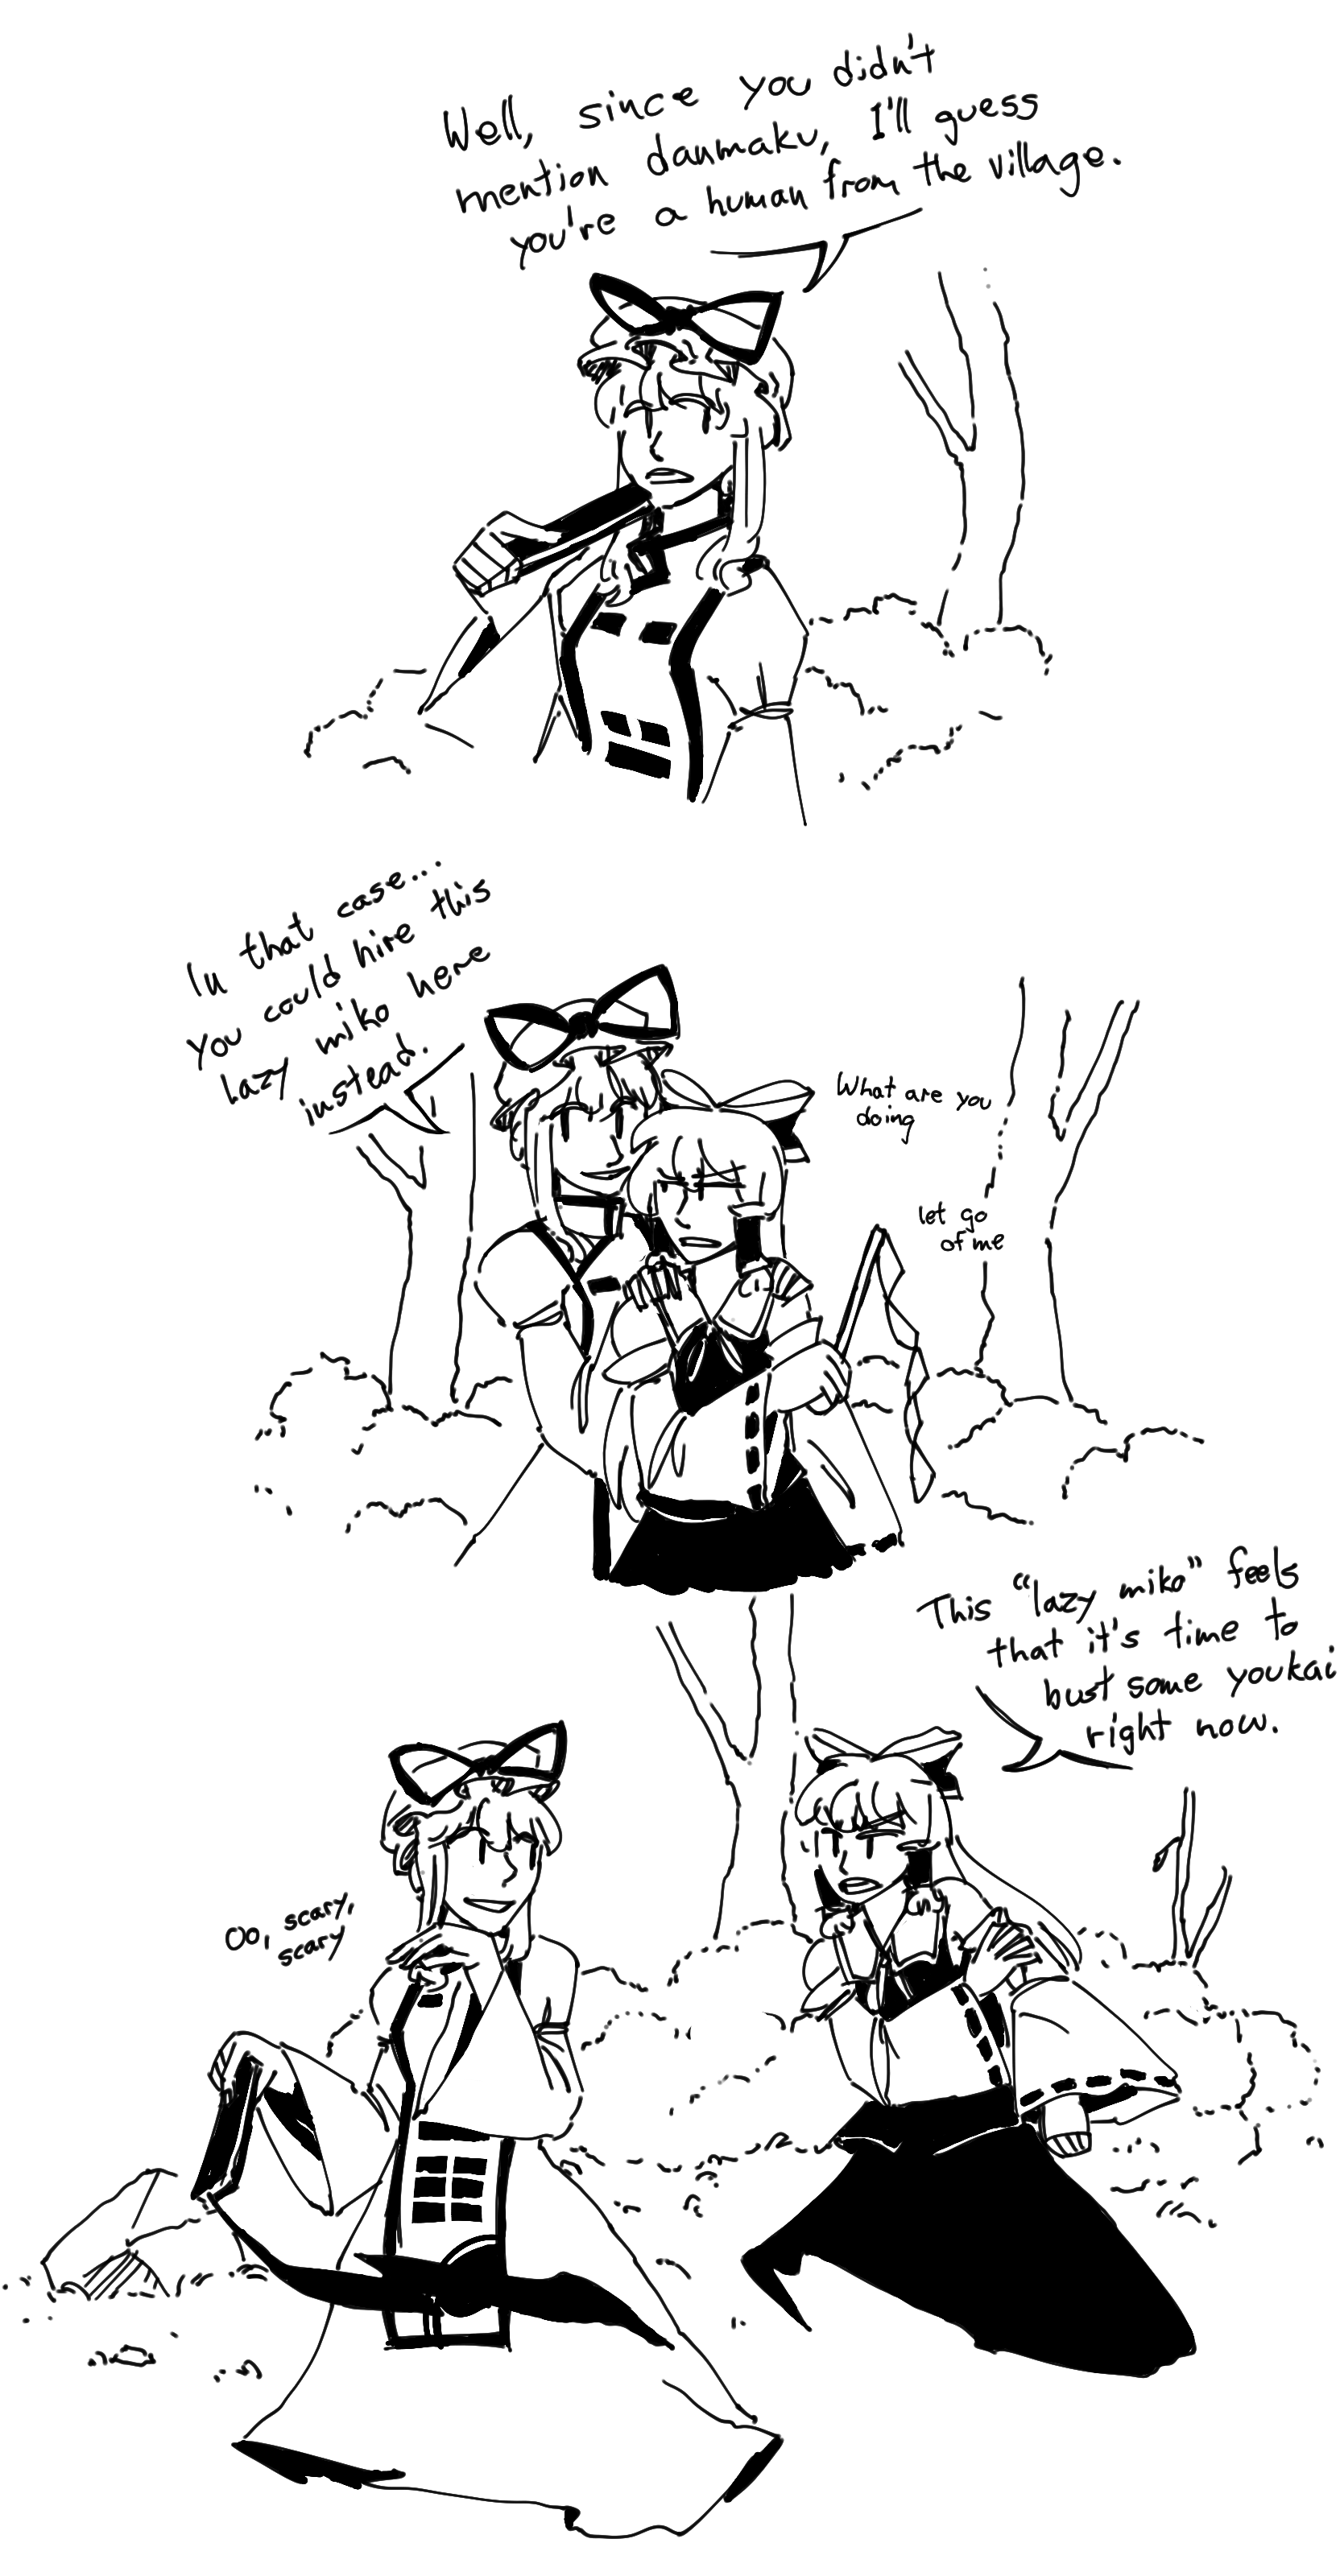 Well, since you didn't
mention danmaku, I'll guess
you're a human from the village.
In that case...
you could hire this
lazy miko here
instead.
What are you
doing
let go
of me
This "lazy miko" feels
that it's time to
bust some youkai
right now.
Oo, scary,
scary